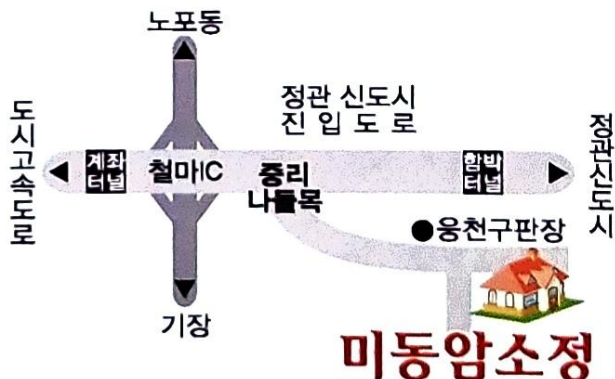 노포동
정관 신도시
진입도로
도시고속도로
계좌
터널
철마IC
중리
나들목
함박
터널
정관신도시
웅천구판장
기장
미동암소정